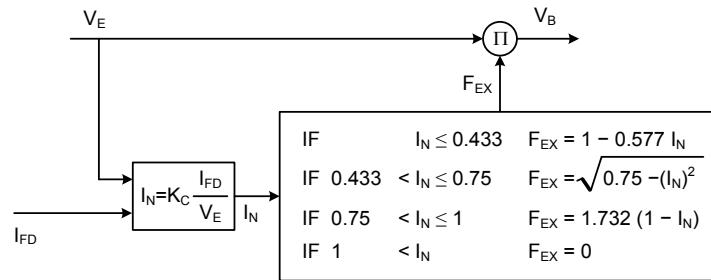 V_E
V_B
Π
F_EX
I_N=K_C I_FD/V_E
I_N
I_FD
IF I_N ≤ 0.433 F_EX = 1 − 0.577 I_N
IF 0.433 < I_N ≤ 0.75 F_EX = √(0.75 −(I_N)²)
IF 0.75 < I_N ≤ 1 F_EX = 1.732 (1 − I_N)
IF 1 < I_N F_EX = 0